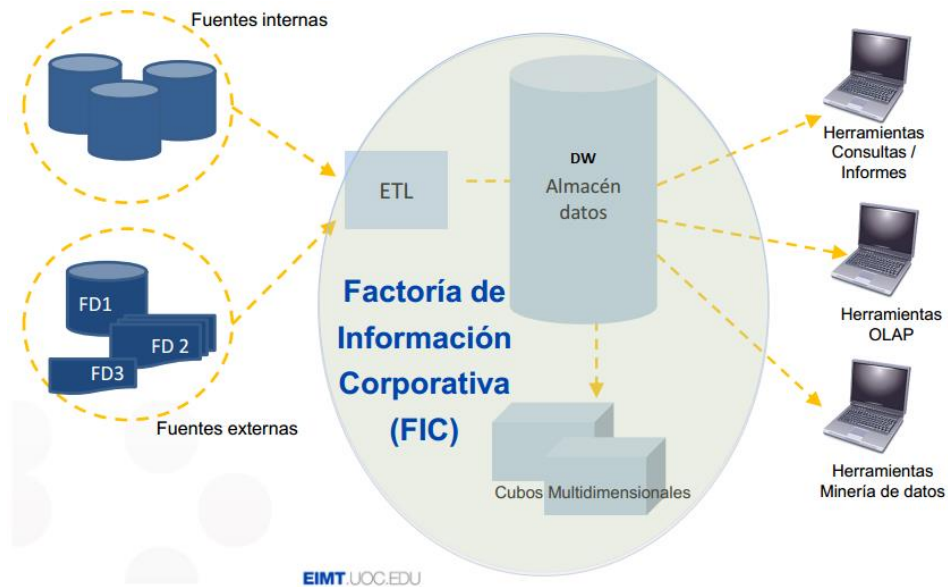 Fuentes internas
FD1
FD 2
FD3
Fuentes externas
ETL
DW
Almacén
datos
Factoría de
Información
Corporativa
(FIC)
Cubos Multidimensionales
Herramientas
Consultas /
Informes
Herramientas
OLAP
Herramientas
Minería de datos
EIMT.UOC.EDU